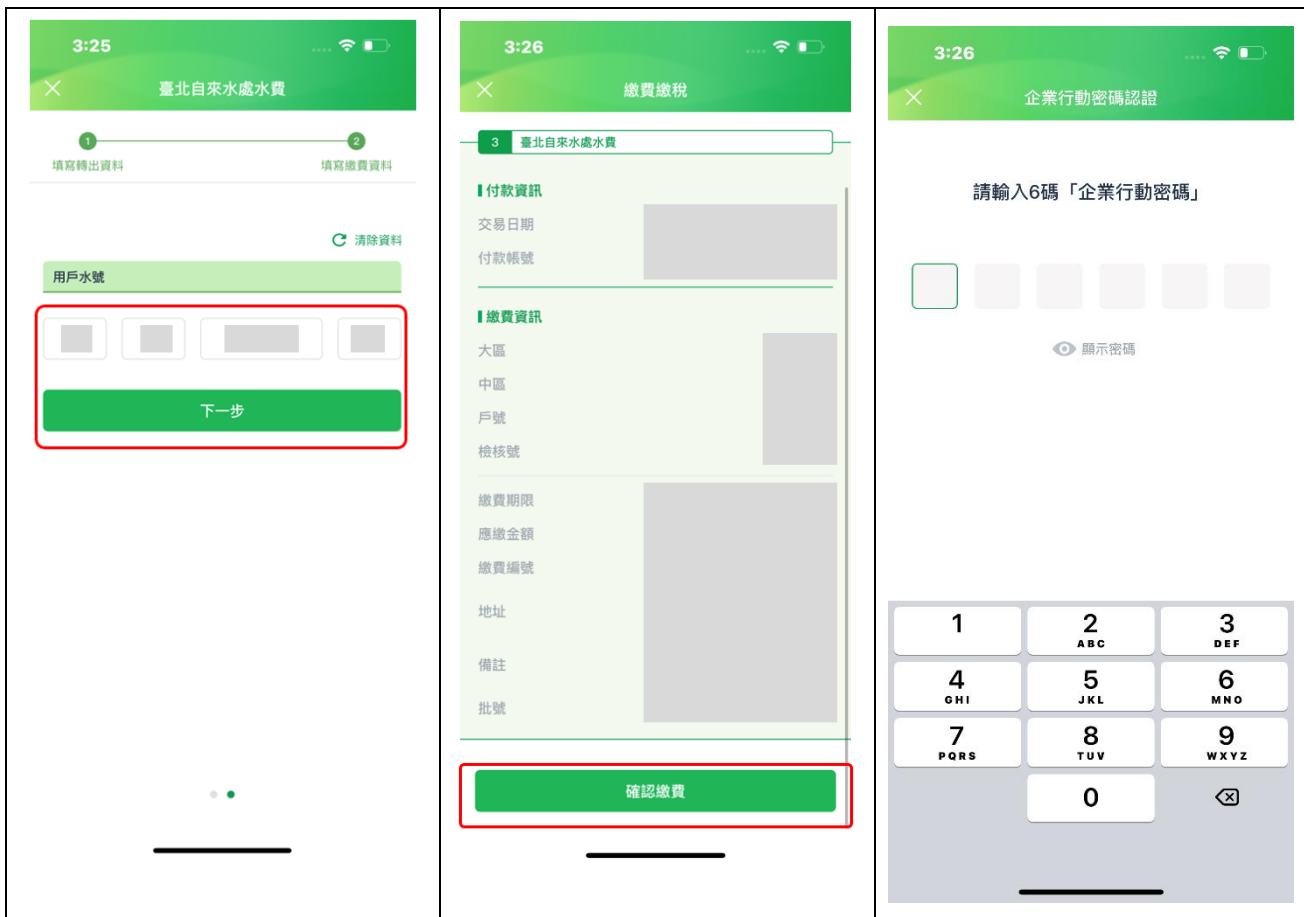 3:25
臺北自來水處水費
1
2
填寫轉出資料
填寫繳費資料
清除資料
用戶水號
下一步
3:26
繳費繳稅
3 臺北自來水處水費
付款資訊
交易日期
付款帳號
繳費資訊
大區
中區
戶號
檢核號
繳費期限
應繳金額
繳費編號
地址
備註
批號
確認繳費
3:26
企業行動密碼認證
請輸入6碼「企業行動密碼」
顯示密碼
1 2 3
ABC DEF
4 5 6
GHI JKL MNO
7 8 9
PQRS TUV WXYZ
0